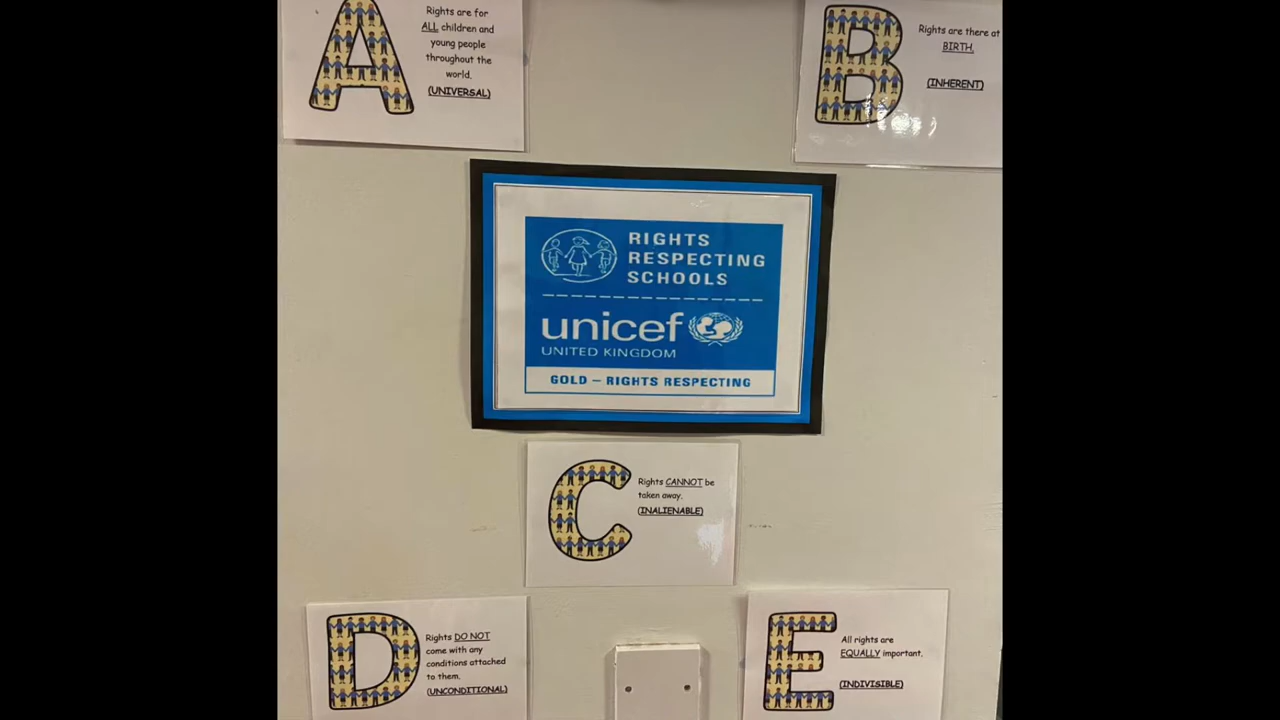 A
Rights are for
ALL children and
young people
throughout the
world.
(UNIVERSAL)
B
Rights are there at
BIRTH.
(INHERENT)
RIGHTS
RESPECTING
SCHOOLS
unicef
UNITED KINGDOM
GOLD – RIGHTS RESPECTING
C
Rights CANNOT be
taken away.
(INALIENABLE)
D
Rights DO NOT
come with any
conditions attached
to them.
(UNCONDITIONAL)
E
All rights are
EQUALLY important.
(INDIVISIBLE)